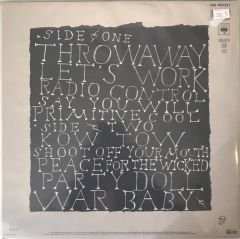 SIDE ONE
THROWAWAY
LET'S WORK
RADIO CONTROL
SAY YOU WILL
PRIMITIVE COOL
SIDE TWO
KOW TOW
SHOOT OFF YOUR MOUTH
PEACE FOR THE WICKED
PARTY DOLL
WAR BABY